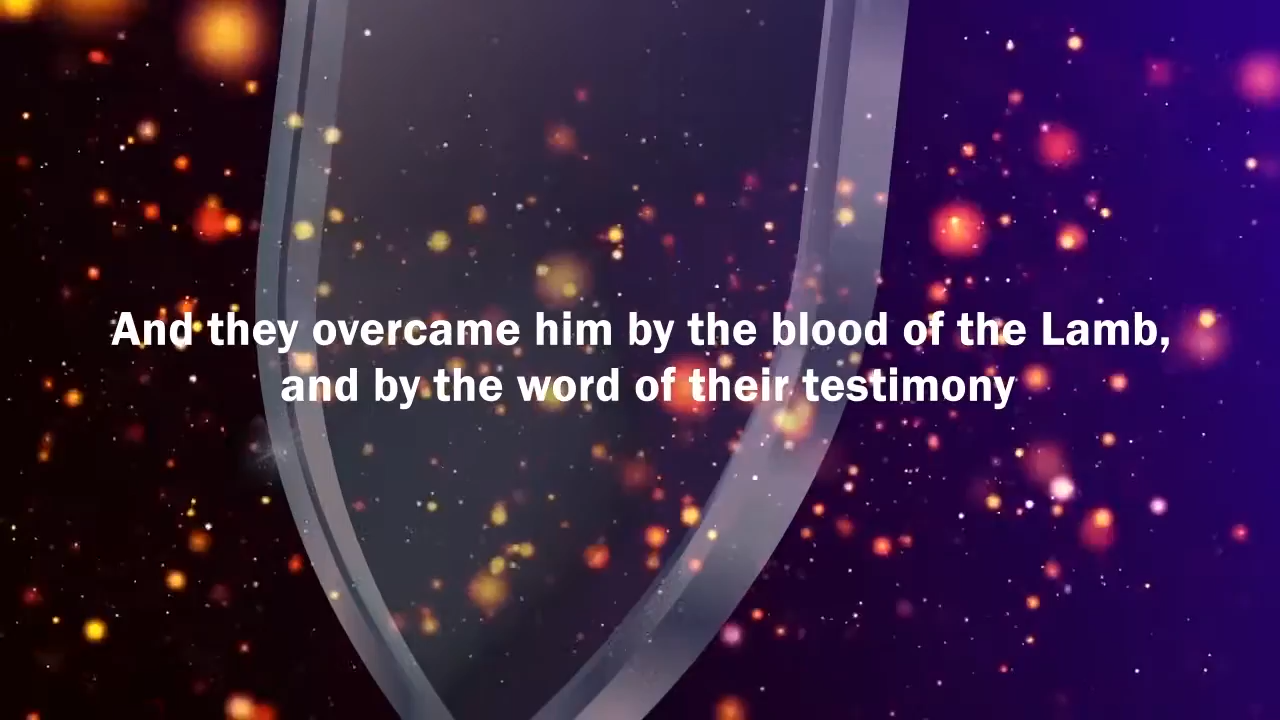 And they overcame him by the blood of the Lamb,
and by the word of their testimony